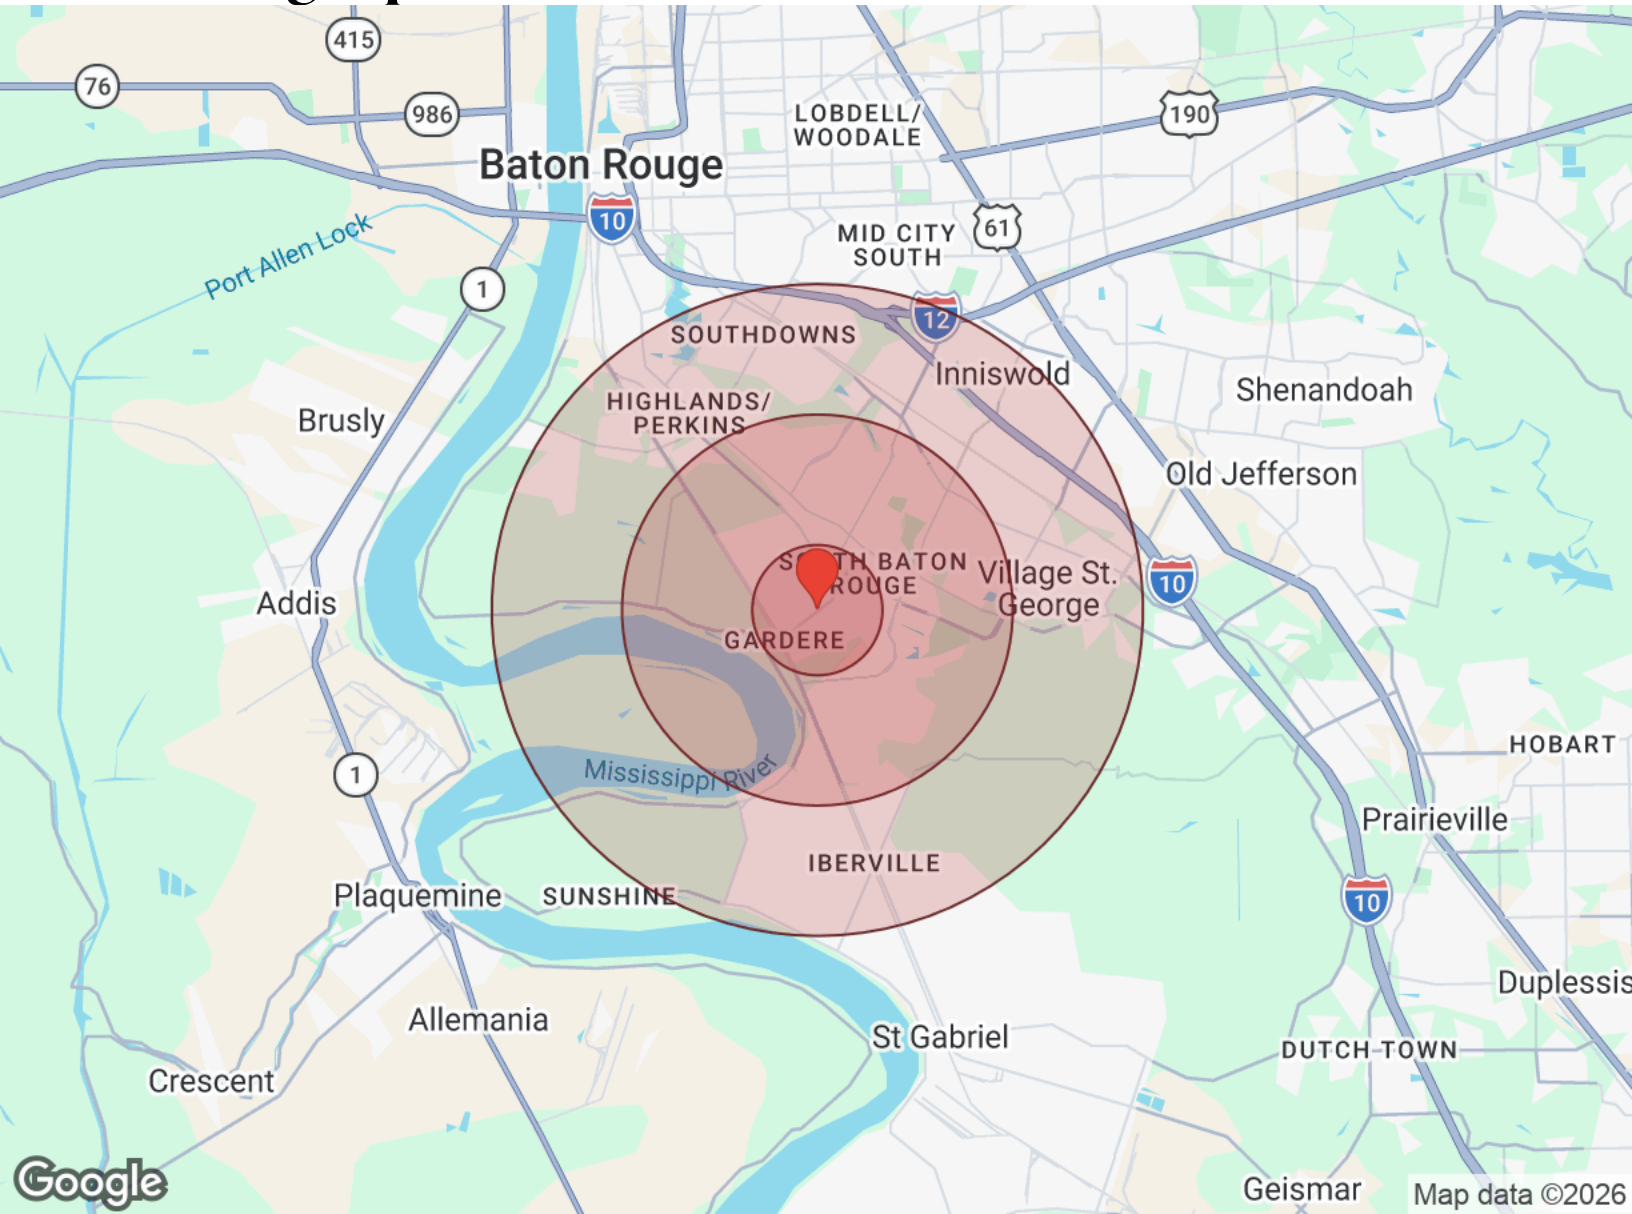 415
76
986
190
LOBDELL/
WOODALE
Baton Rouge
10
61
MID CITY
SOUTH
Port Allen Lock
1
12
SOUTHDOWNS
Inniswold
Shenandoah
HIGHLANDS/
PERKINS
Brusly
Old Jefferson
SOUTH BATON
ROUGE
Village St.
George
10
Addis
GARDERE
HOBART
Mississippi River
1
Prairieville
IBERVILLE
Plaquemine
SUNSHINE
10
Duplessis
Allemania
St Gabriel
DUTCH TOWN
Crescent
Google
Geismar
Map data ©2026